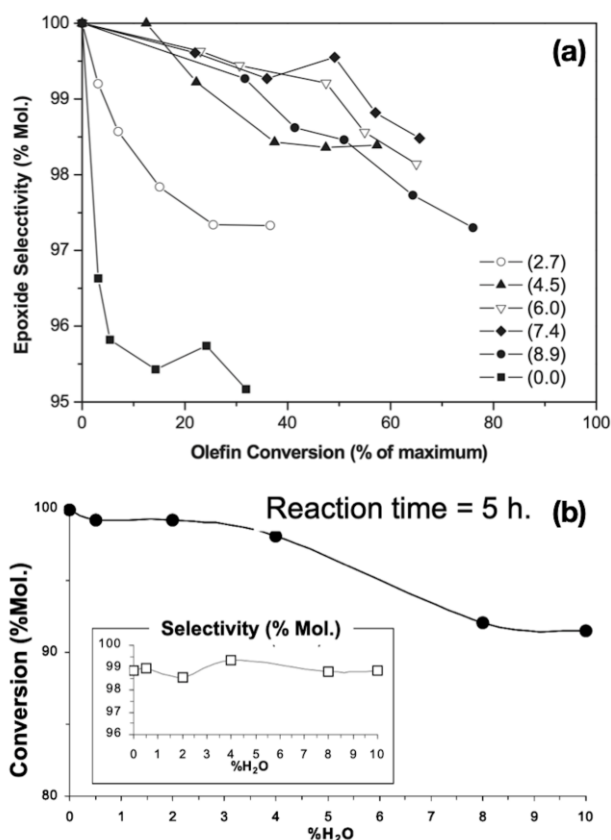 (a)
100
99
98
97
96
95
Epoxide Selecctivity (% Mol.)
(2.7)
(4.5)
(6.0)
(7.4)
(8.9)
(0.0)
0 20 40 60 80 100
Olefin Conversion (% of maximum)
Reaction time = 5 h. (b)
100
90
80
Conversion (%Mol.)
Selectivity (% Mol.)
100
99
98
97
96
0 1 2 3 4 5 6 7 8 9 10
%H₂O
0 1 2 3 4 5 6 7 8 9 10
%H₂O